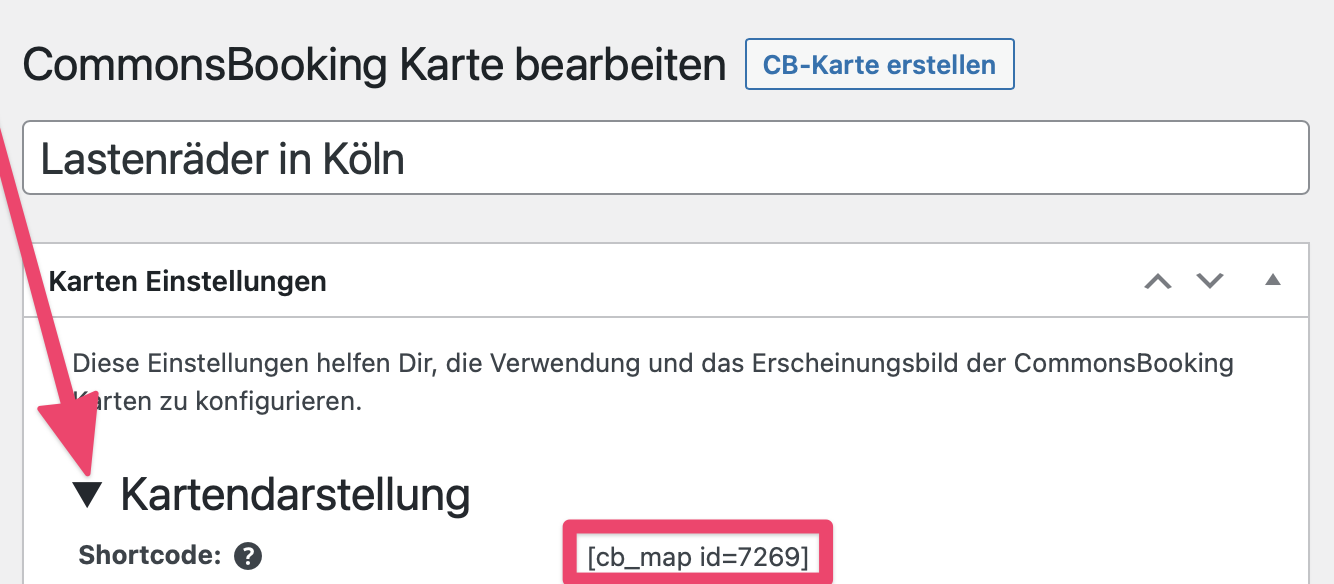 CommonsBooking Karte bearbeiten CB-Karte erstellen
Lastenräder in Köln
Karten Einstellungen
Diese Einstellungen helfen Dir, die Verwendung und das Erscheinungsbild der CommonsBooking
Karten zu konfigurieren.
Kartendarstellung
Shortcode: ? [cb_map id=7269]